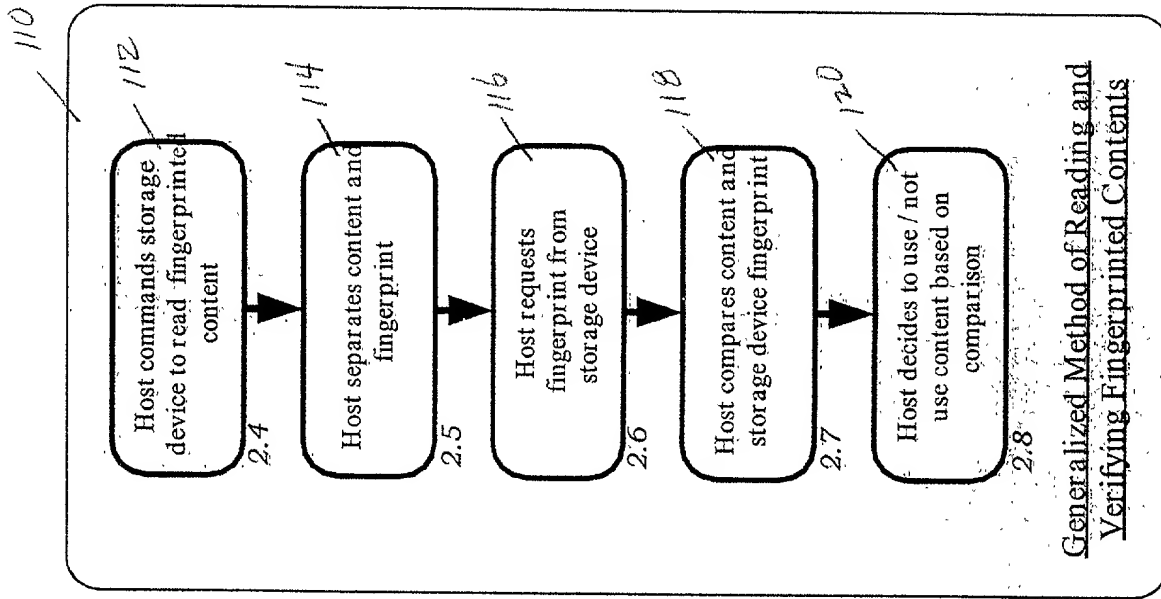 110
112
Host commands storage
device to read fingerprinted
content
2.4
114
Host separates content and
fingerprint
2.5
116
Host requests
fingerprint from
storage device
2.6
118
Host compares content and
storage device fingerprint
2.7
120
Host decides to use / not
use content based on
comparison
2.8
Generalized Method of Reading and
Verifying Fingerprinted Contents